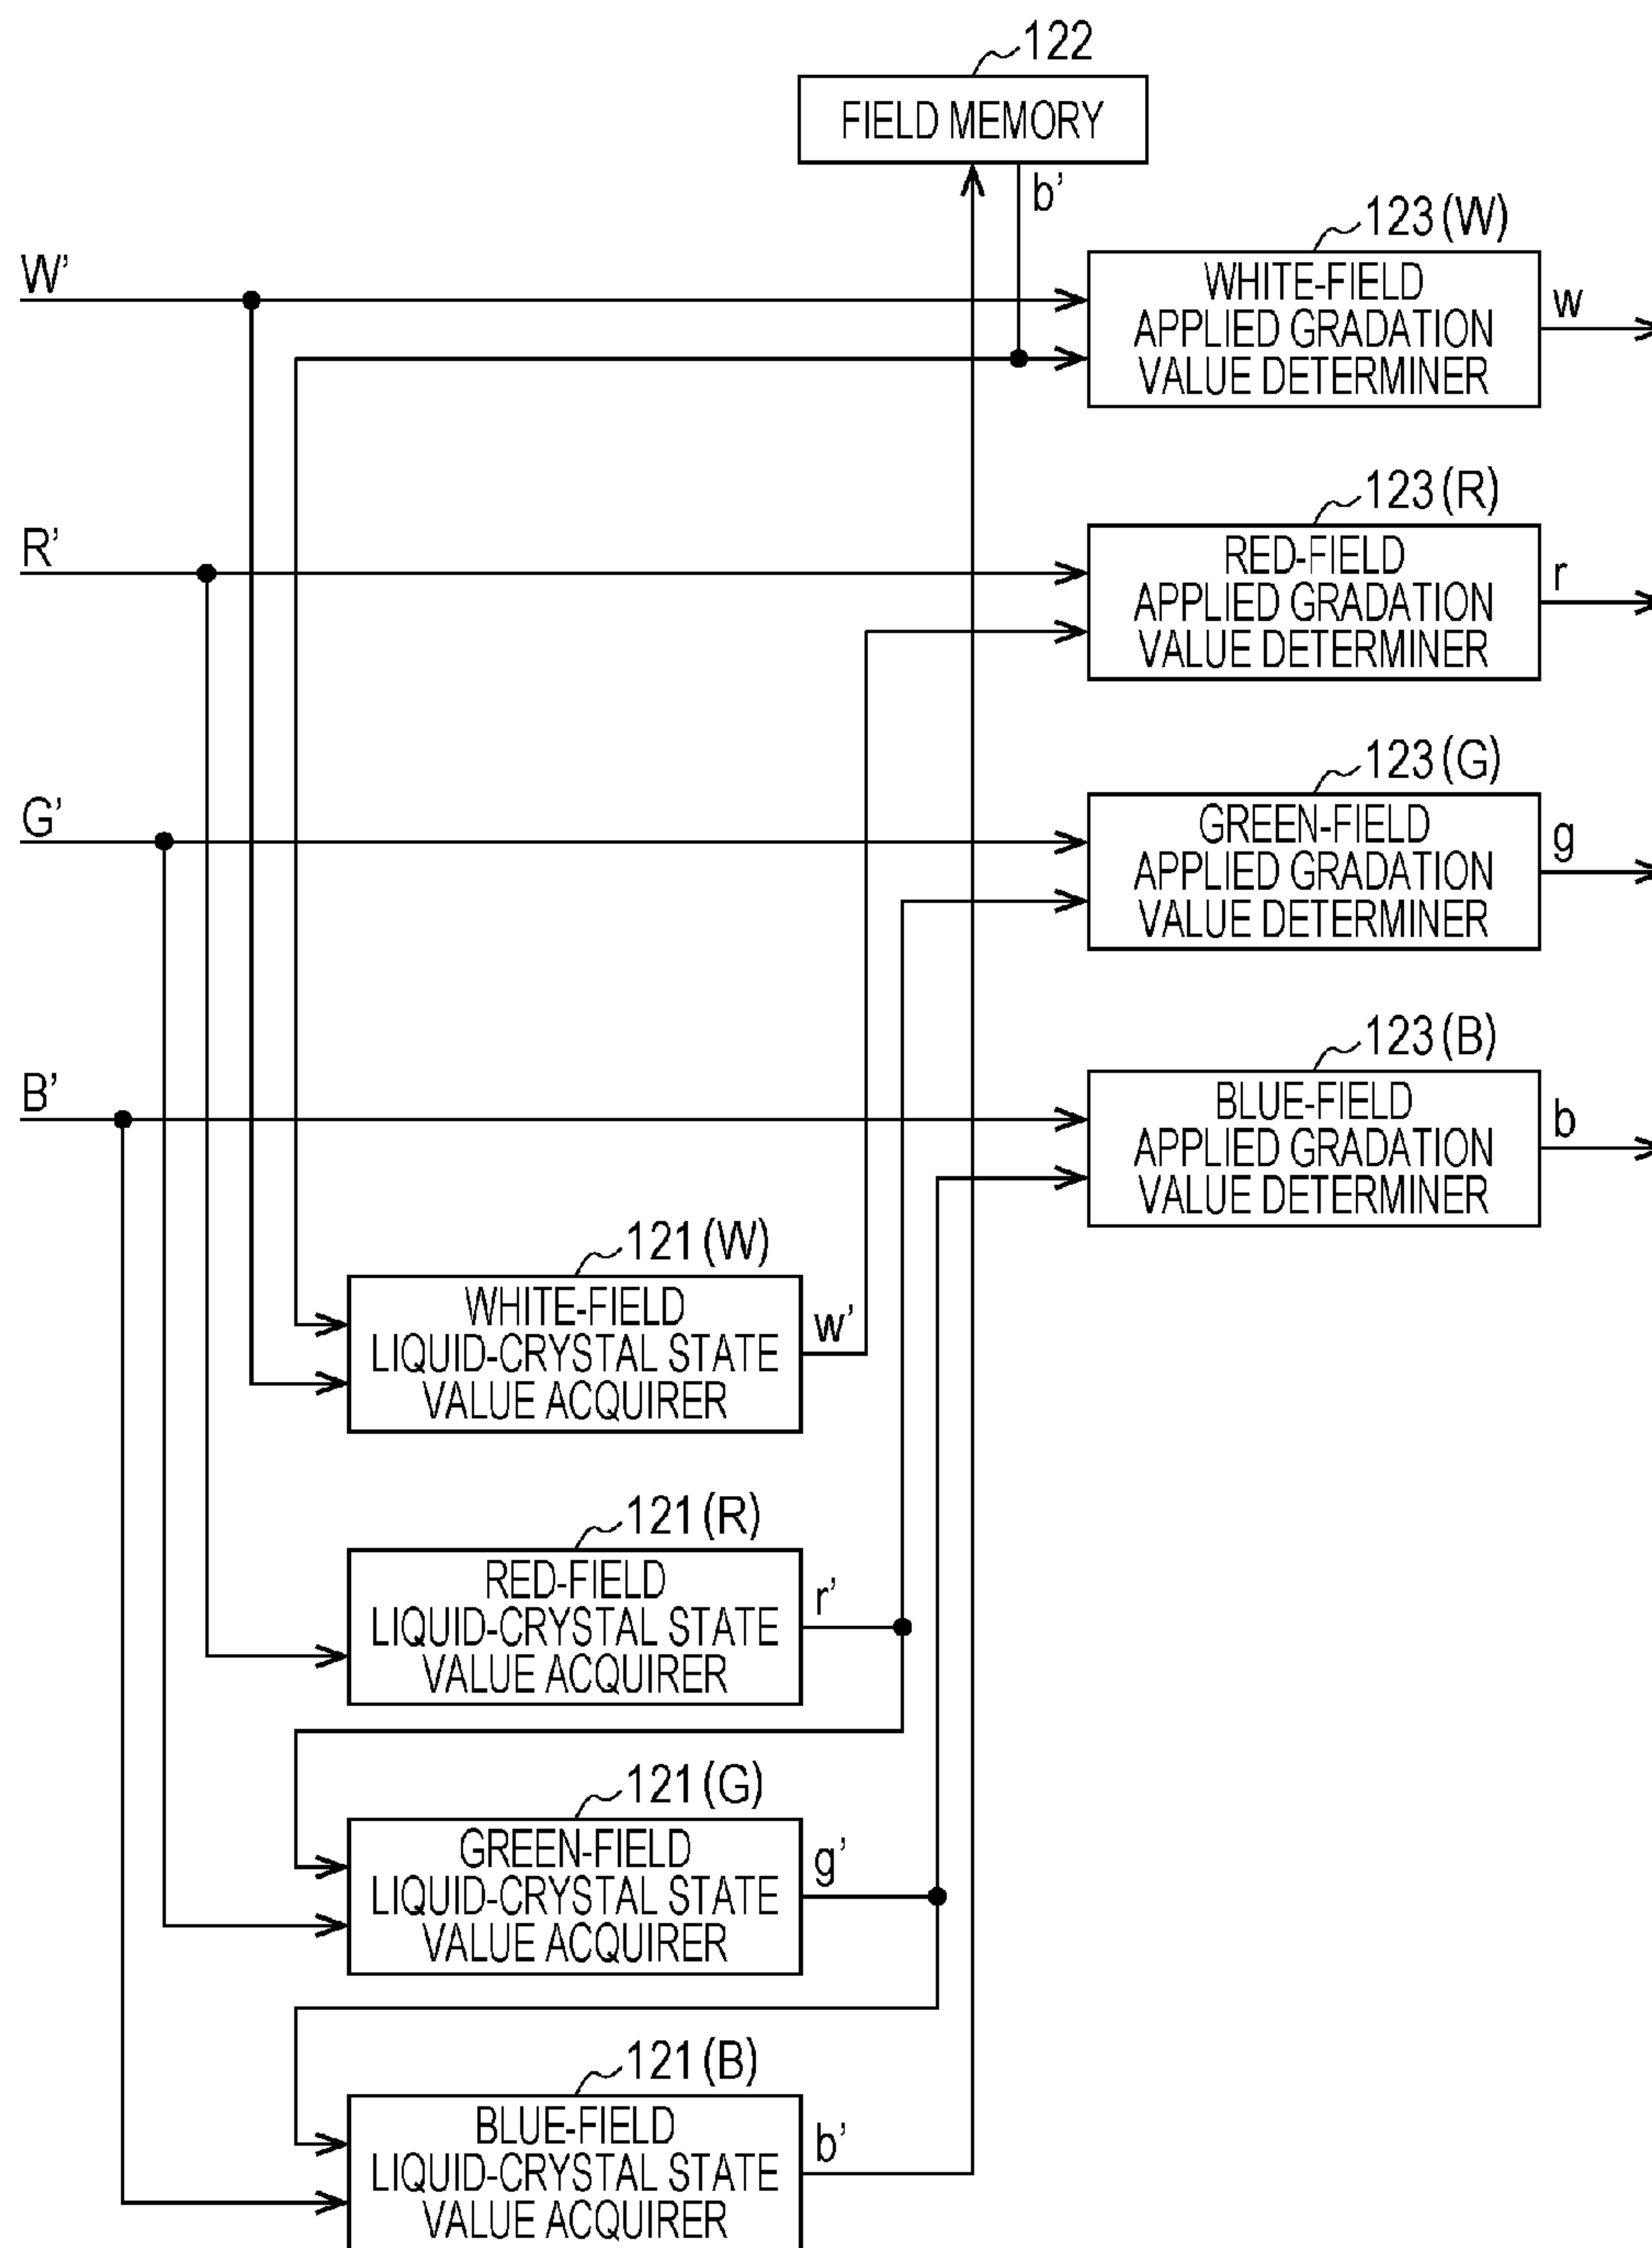 122
FIELD MEMORY
b'
123 (W)
W'
WHITE-FIELD
APPLIED GRADATION
VALUE DETERMINER
w
123 (R)
R'
RED-FIELD
APPLIED GRADATION
VALUE DETERMINER
r
123 (G)
G'
GREEN-FIELD
APPLIED GRADATION
VALUE DETERMINER
g
123 (B)
B'
BLUE-FIELD
APPLIED GRADATION
VALUE DETERMINER
b
121 (W)
WHITE-FIELD
LIQUID-CRYSTAL STATE
VALUE ACQUIRER
w'
121 (R)
RED-FIELD
LIQUID-CRYSTAL STATE
VALUE ACQUIRER
r'
121 (G)
GREEN-FIELD
LIQUID-CRYSTAL STATE
VALUE ACQUIRER
g'
121 (B)
BLUE-FIELD
LIQUID-CRYSTAL STATE
VALUE ACQUIRER
b'